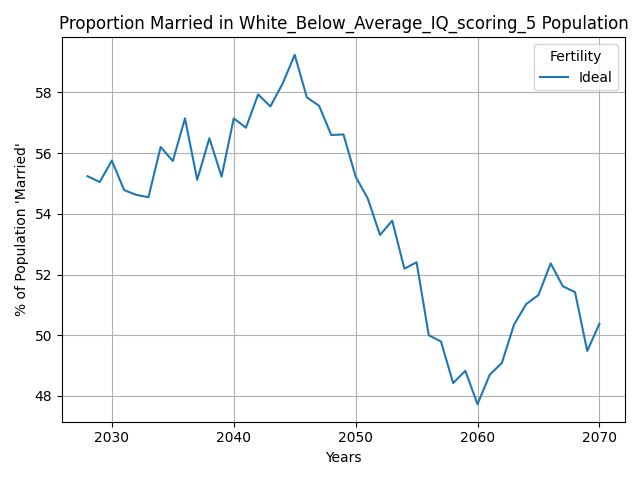 Proportion Married in White_Below_Average_IQ_scoring_5 Population
Fertility
Ideal
% of Population 'Married'
58
56
54
52
50
48
2030 2040 2050 2060 2070
Years